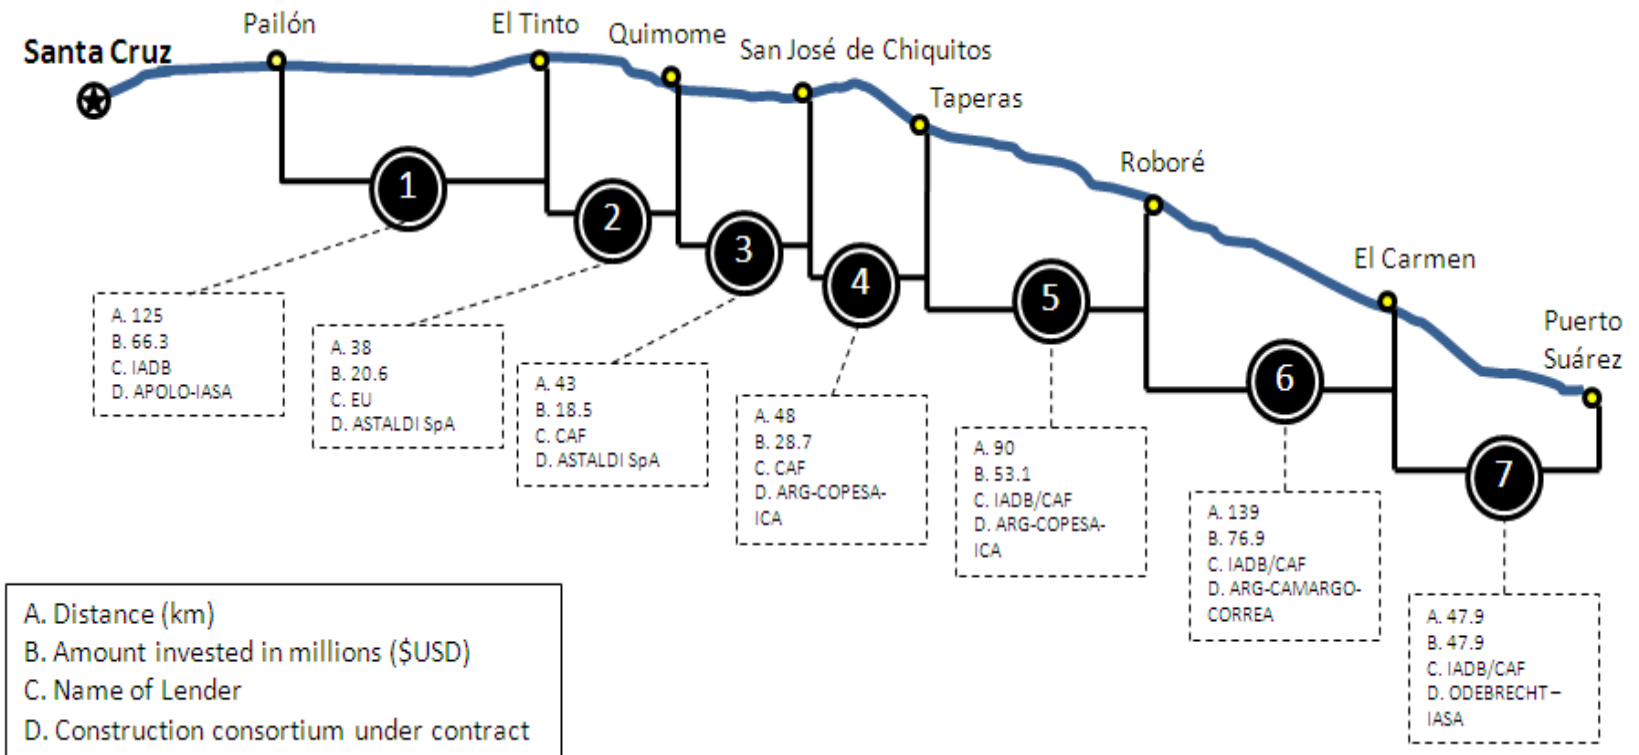 Santa Cruz
Pailón
El Tinto
Quimome
San José de Chiquitos
Taperas
Roboré
El Carmen
Puerto
Suárez
1
2
3
4
5
6
7
A. 125
B. 66.3
C. IADB
D. APOLO-IASA
A. 38
B. 20.6
C. EU
D. ASTALDI SpA
A. 43
B. 18.5
C. CAF
D. ASTALDI SpA
A. 48
B. 28.7
C. CAF
D. ARG-COPESA-
ICA
A. 90
B. 53.1
C. IADB/CAF
D. ARG-COPESA-
ICA
A. 139
B. 76.9
C. IADB/CAF
D. ARG-CAMARGO-
CORREA
A. 47.9
B. 47.9
C. IADB/CAF
D. ODEBRECHT –
IASA
A. Distance (km)
B. Amount invested in millions ($USD)
C. Name of Lender
D. Construction consortium under contract